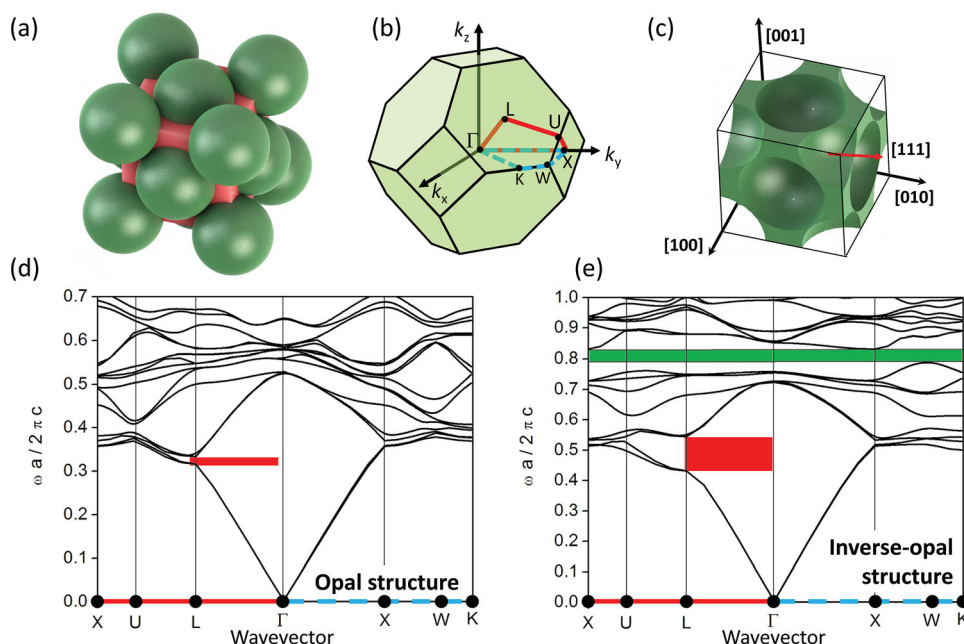 (a)
(b)
k_z
L
U
Γ
X
k_y
K
W
k_x
(c)
[001]
[111]
[010]
[100]
(d)
0.7
0.6
0.5
0.4
0.3
0.2
0.1
0.0
ω a / 2 π c
Opal structure
X U L Γ X W K
Wavevector
(e)
1.0
0.9
0.8
0.7
0.6
0.5
0.4
0.3
0.2
0.1
0.0
ω a / 2 π c
Inverse-opal
structure
X U L Γ X W K
Wavevector